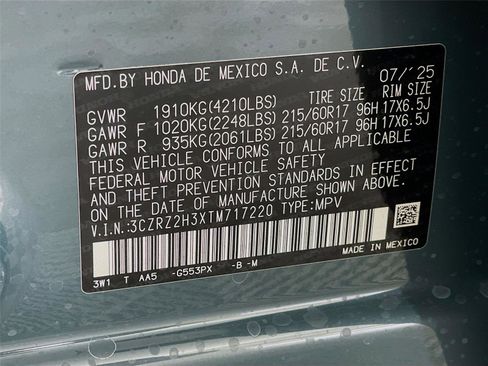 MFD. BY HONDA DE MEXICO S.A. DE C.V. 07/'25
TIRE SIZE RIM SIZE
GVWR 1910KG(4210LBS)
GAWR F 1020KG(2248LBS) 215/60R17 96H 17X6.5J
GAWR R 935KG(2061LBS) 215/60R17 96H 17X6.5J
THIS VEHICLE CONFORMS TO ALL APPLICABLE
FEDERAL MOTOR VEHICLE SAFETY
AND THEFT PREVENTION STANDARDS IN EFFECT
ON THE DATE OF MANUFACTURE SHOWN ABOVE.
V.I.N.:3CZRZ2H3XTM717220 TYPE:MPV
3W1 T AA5 -G553PX -B -M
MADE IN MEXICO